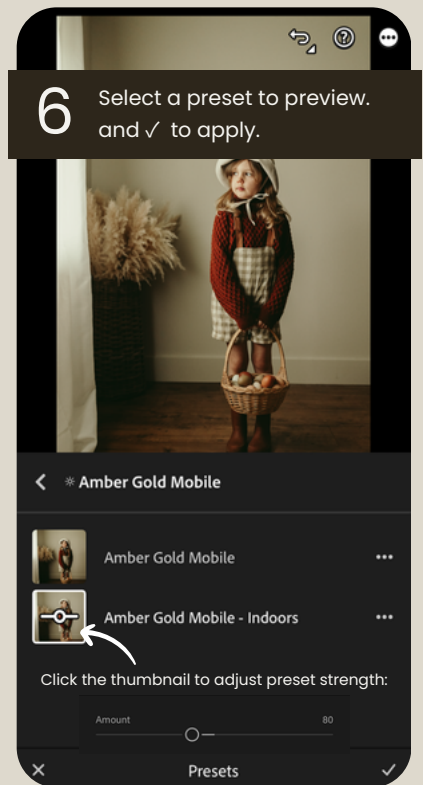 6
Select a preset to preview.
and ✓ to apply.
Amber Gold Mobile
Amber Gold Mobile
Amber Gold Mobile - Indoors
Click the thumbnail to adjust preset strength:
Amount 80
Presets